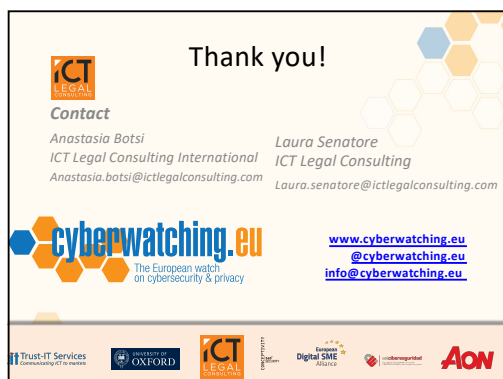 Thank you!
ICT
LEGAL
CONSULTING
Contact
Anastasia Botsi
ICT Legal Consulting International
Anastasia.botsi@ictlegalconsulting.com
Laura Senatore
ICT Legal Consulting
Laura.senatore@ictlegalconsulting.com
cyberwatching.eu
The European watch
on cybersecurity & privacy
www.cyberwatching.eu
@cyberwatching.eu
info@cyberwatching.eu
Trust-IT Services
Communicating ICT to markets
UNIVERSITY OF
OXFORD
ICT
LEGAL
CONSULTING
CONCEPTIVITY
SECURITY
European
Digital SME
Alliance
AON